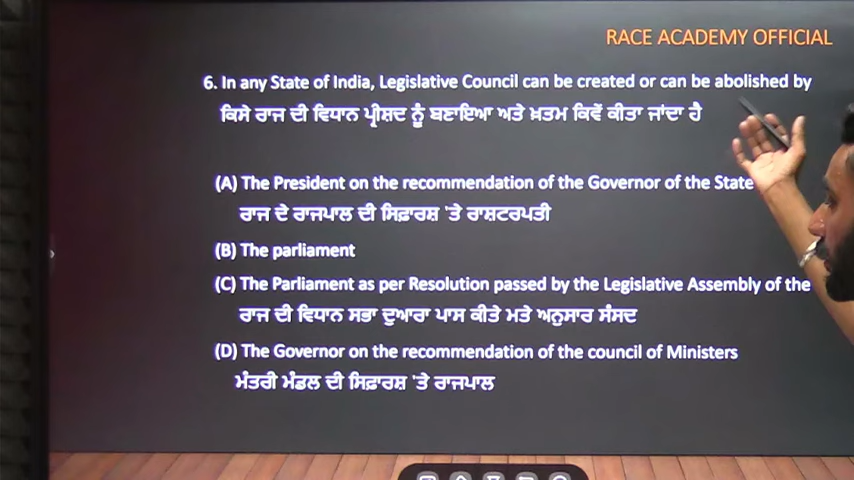 RACE ACADEMY OFFICIAL
6. In any State of India, Legislative Council can be created or can be abolished by
ਕਿਸੇ ਰਾਜ ਦੀ ਵਿਧਾਨ ਪ੍ਰੀਸ਼ਦ ਨੂੰ ਬਣਾਇਆ ਅਤੇ ਖ਼ਤਮ ਕਿਵੇਂ ਕੀਤਾ ਜਾਂਦਾ ਹੈ
(A) The President on the recommendation of the Governor of the State
ਰਾਜ ਦੇ ਰਾਜਪਾਲ ਦੀ ਸਿਫ਼ਾਰਸ਼ 'ਤੇ ਰਾਸ਼ਟਰਪਤੀ
(B) The parliament
(C) The Parliament as per Resolution passed by the Legislative Assembly of the
ਰਾਜ ਦੀ ਵਿਧਾਨ ਸਭਾ ਦੁਆਰਾ ਪਾਸ ਕੀਤੇ ਮਤੇ ਅਨੁਸਾਰ ਸੰਸਦ
(D) The Governor on the recommendation of the council of Ministers
ਮੰਤਰੀ ਮੰਡਲ ਦੀ ਸਿਫ਼ਾਰਸ਼ 'ਤੇ ਰਾਜਪਾਲ